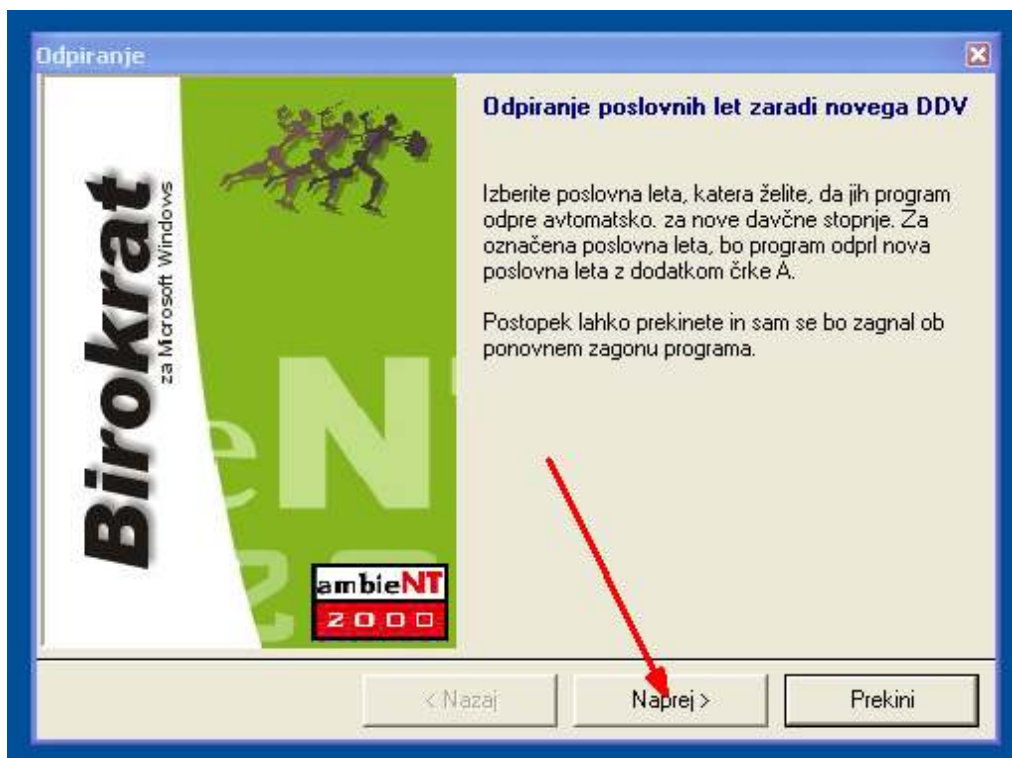 Odpiranje
Odpiranje poslovnih let zaradi novega DDV
Izberite poslovna leta, katera želite, da jih program
odpre avtomatsko. za nove davčne stopnje. Za
označena poslovna leta, bo program odprl nova
poslovna leta z dodatkom črke A.
Postopek lahko prekinete in sam se bo zagnal ob
ponovnem zagonu programa.
Birokrat
za Microsoft Windows
eN
ambieNT
2000
< Nazaj
Naprej >
Prekini